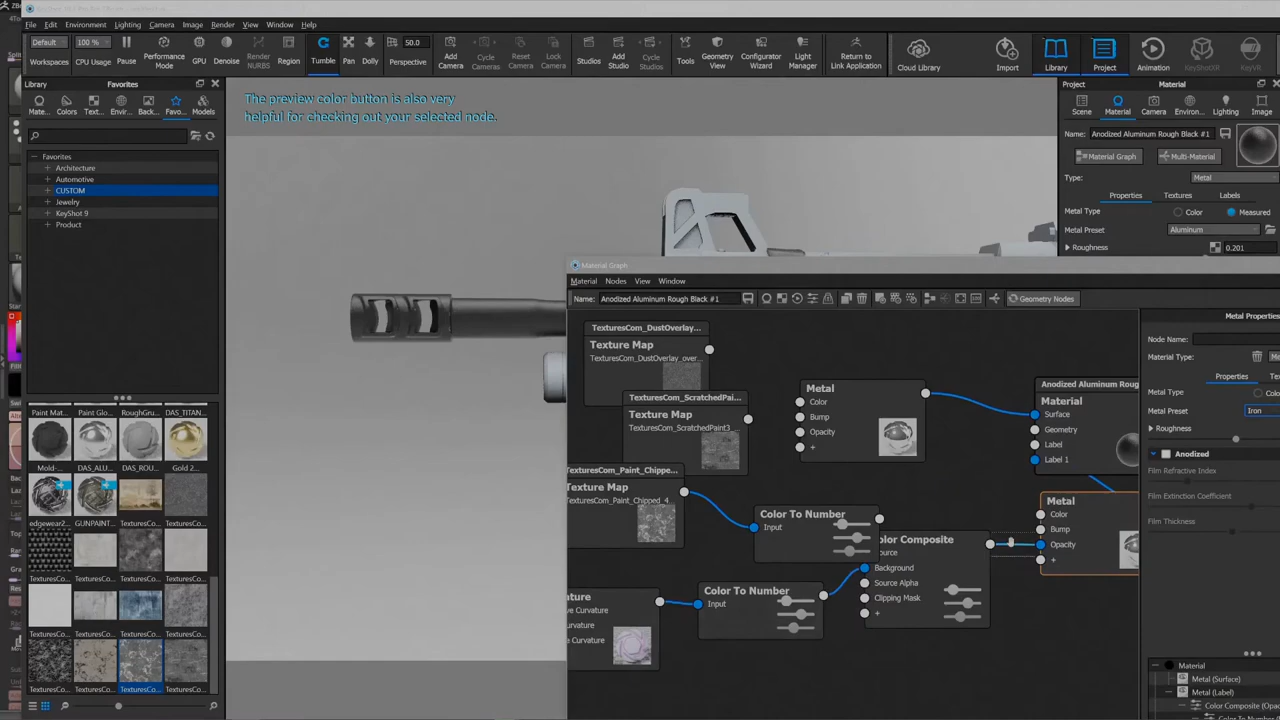 File Edit Environment Lighting Camera Image Render View Window Help
Default 100 % 50.0
Workspaces CPU Usage Pause Performance Mode GPU Denoise Render NURBS Region Tumble Pan Dolly Perspective Add Camera Cycle Cameras Reset Camera Lock Camera Studios Add Studio Cycle Studios Tools Geometry View Configurator Wizard Light Manager Return to Link Application Cloud Library Import Library Project Animation KeyShotXR KeyVR
Library Favorites
Mate... Colors Text... Envir... Back... Favo... Models
Favorites
Architecture
Automotive
CUSTOM
Jewelry
KeyShot 9
Product
Paint Mat... Paint Glo... RoughGru... DAS_TITAN...
Mold-... DAS_ALU... DAS_ROU... Gold 2...
edgewear2... GUNPAINT... TexturesCo... TexturesCo...
TexturesCo... TexturesCo... TexturesCo... TexturesCo...
TexturesCo... TexturesCo... TexturesCo... TexturesCo...
TexturesCo... TexturesCo... TexturesCo... TexturesCo...
The preview color button is also very
helpful for checking out your selected node.
Project Material
Scene Material Camera Environ... Lighting Image
Name: Anodized Aluminum Rough Black #1
Material Graph Multi-Material
Type: Metal
Properties Textures Labels
Metal Type Color Measured
Metal Preset Aluminum
Roughness 0.201
Material Graph
Material Nodes View Window
Name: Anodized Aluminum Rough Black #1 Geometry Nodes
TexturesCom_DustOverlay...
Texture Map
TexturesCom_DustOverlay_over...
TexturesCom_ScratchedPai...
Texture Map
TexturesCom_ScratchedPaint3_...
TexturesCom_Paint_Chippe...
Texture Map
TexturesCom_Paint_Chipped_4...
Metal
Color
Bump
Opacity
+
Color To Number
Input
Color To Number
Input
Color Composite
Background
Source Alpha
Clipping Mask
+
Anodized Aluminum Roug
Material
Surface
Geometry
Label
Label 1
Metal
Color
Bump
Opacity
+
Metal Properties
Node Name:
Material Type:
Properties
Metal Type
Metal Preset Iron
Roughness
Anodized
Film Refractive Index
Film Extinction Coefficient
Film Thickness
Material
Metal (Surface)
Metal (Label)
Color Composite (Opa